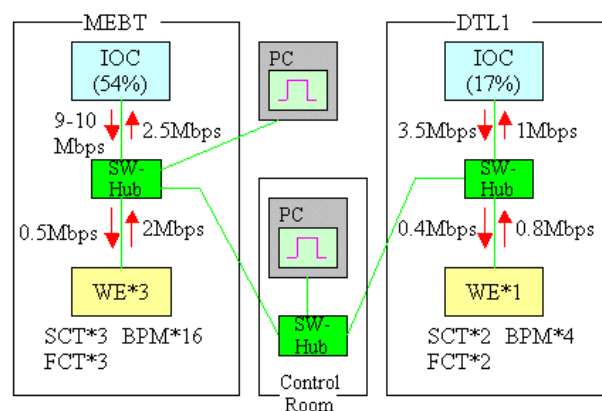 MEBT
IOC
(54%)
9-10
Mbps
2.5Mbps
SW-
Hub
0.5Mbps
2Mbps
WE*3
SCT*3 BPM*16
FCT*3
PC
PC
SW-
Hub
Control
Room
DTL1
IOC
(17%)
3.5Mbps
1Mbps
SW-
Hub
0.4Mbps
0.8Mbps
WE*1
SCT*2 BPM*4
FCT*2